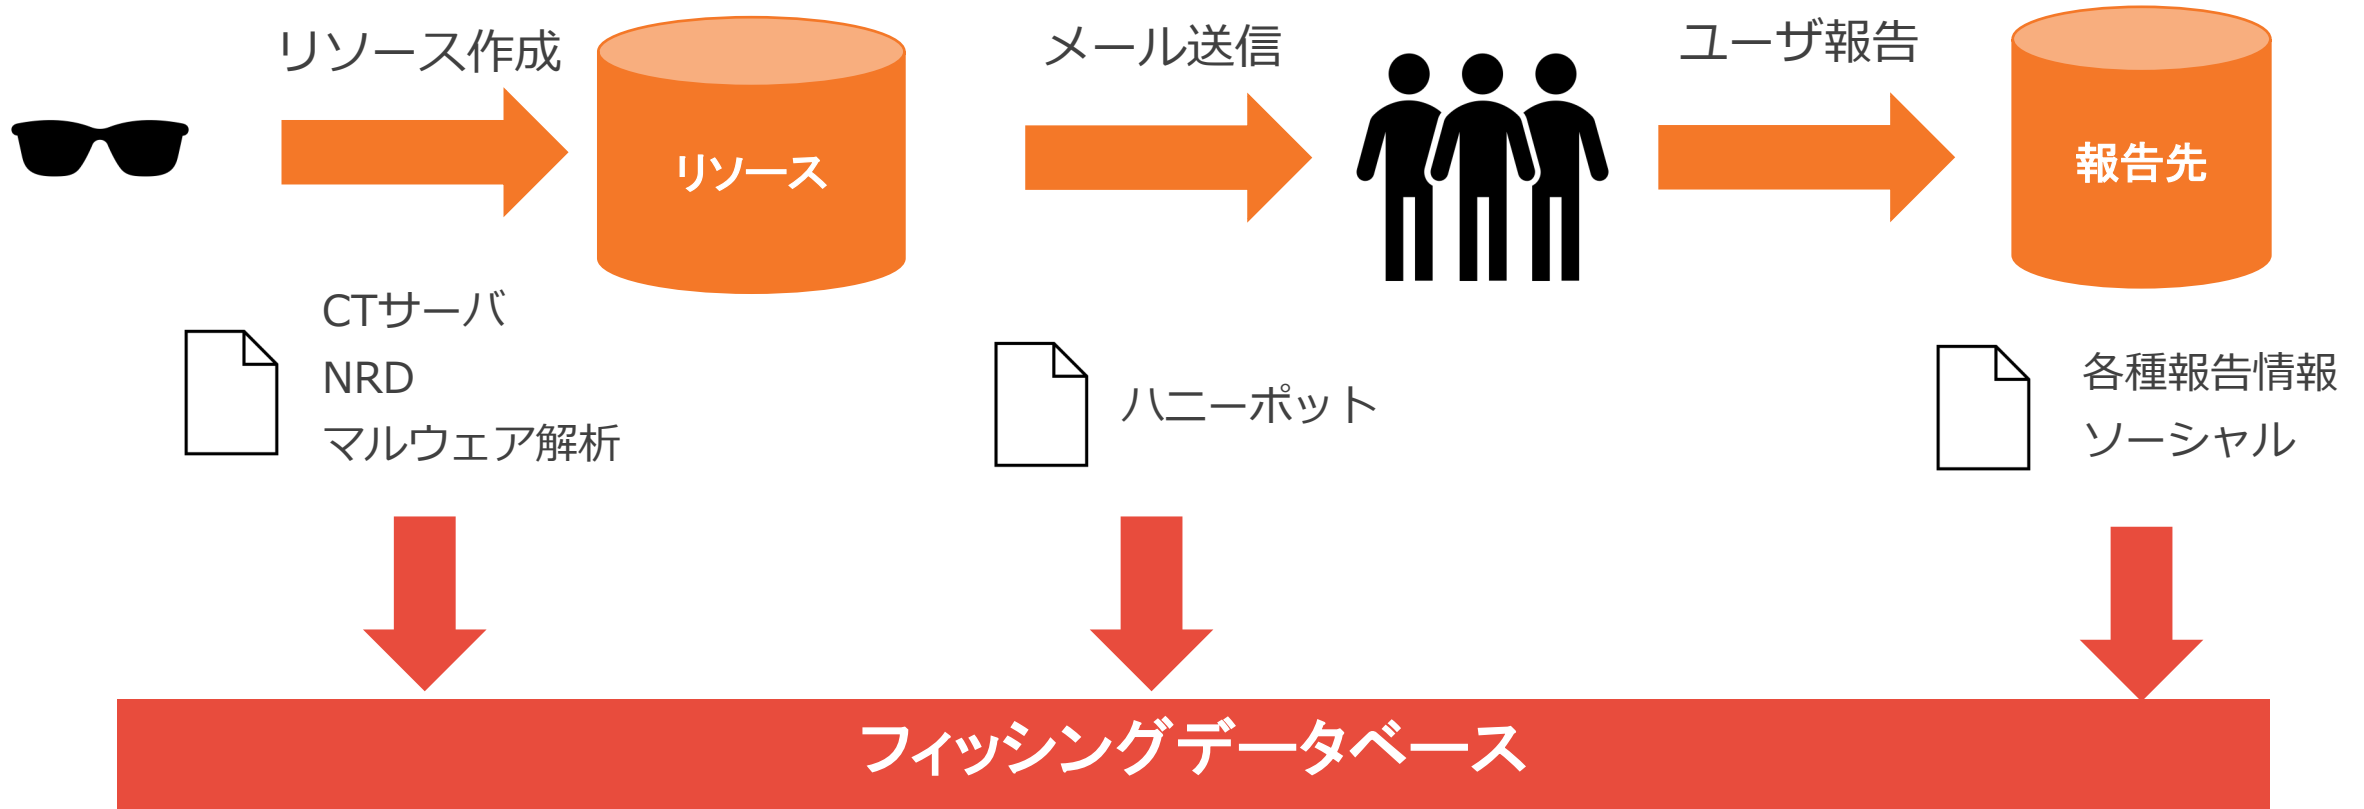 リソース作成
リソース
メール送信
ユーザ報告
報告先
CTサーバ
NRD
マルウェア解析
ハニーポット
各種報告情報
ソーシャル
フィッシングデータベース